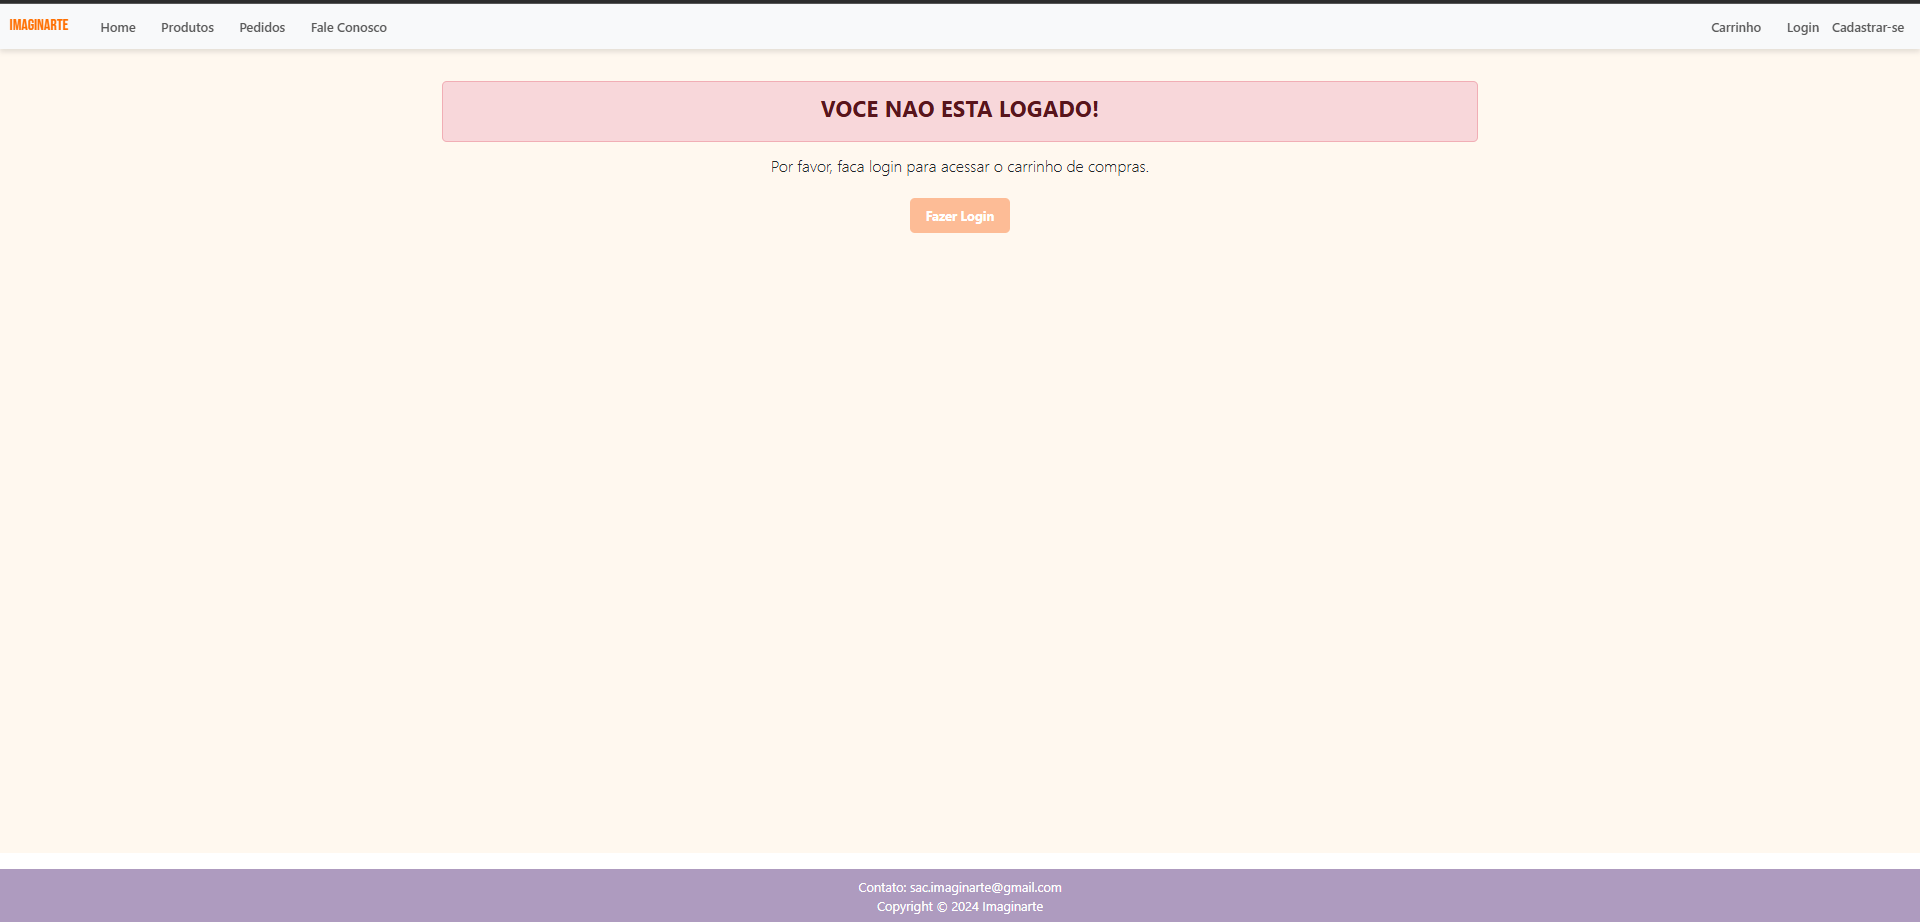 IMAGINARTE Home Produtos Pedidos Fale Conosco Carrinho Login Cadastrar-se
VOCE NAO ESTA LOGADO!
Por favor, faca login para acessar o carrinho de compras.
Fazer Login
Contato: sac.imaginarte@gmail.com
Copyright © 2024 Imaginarte